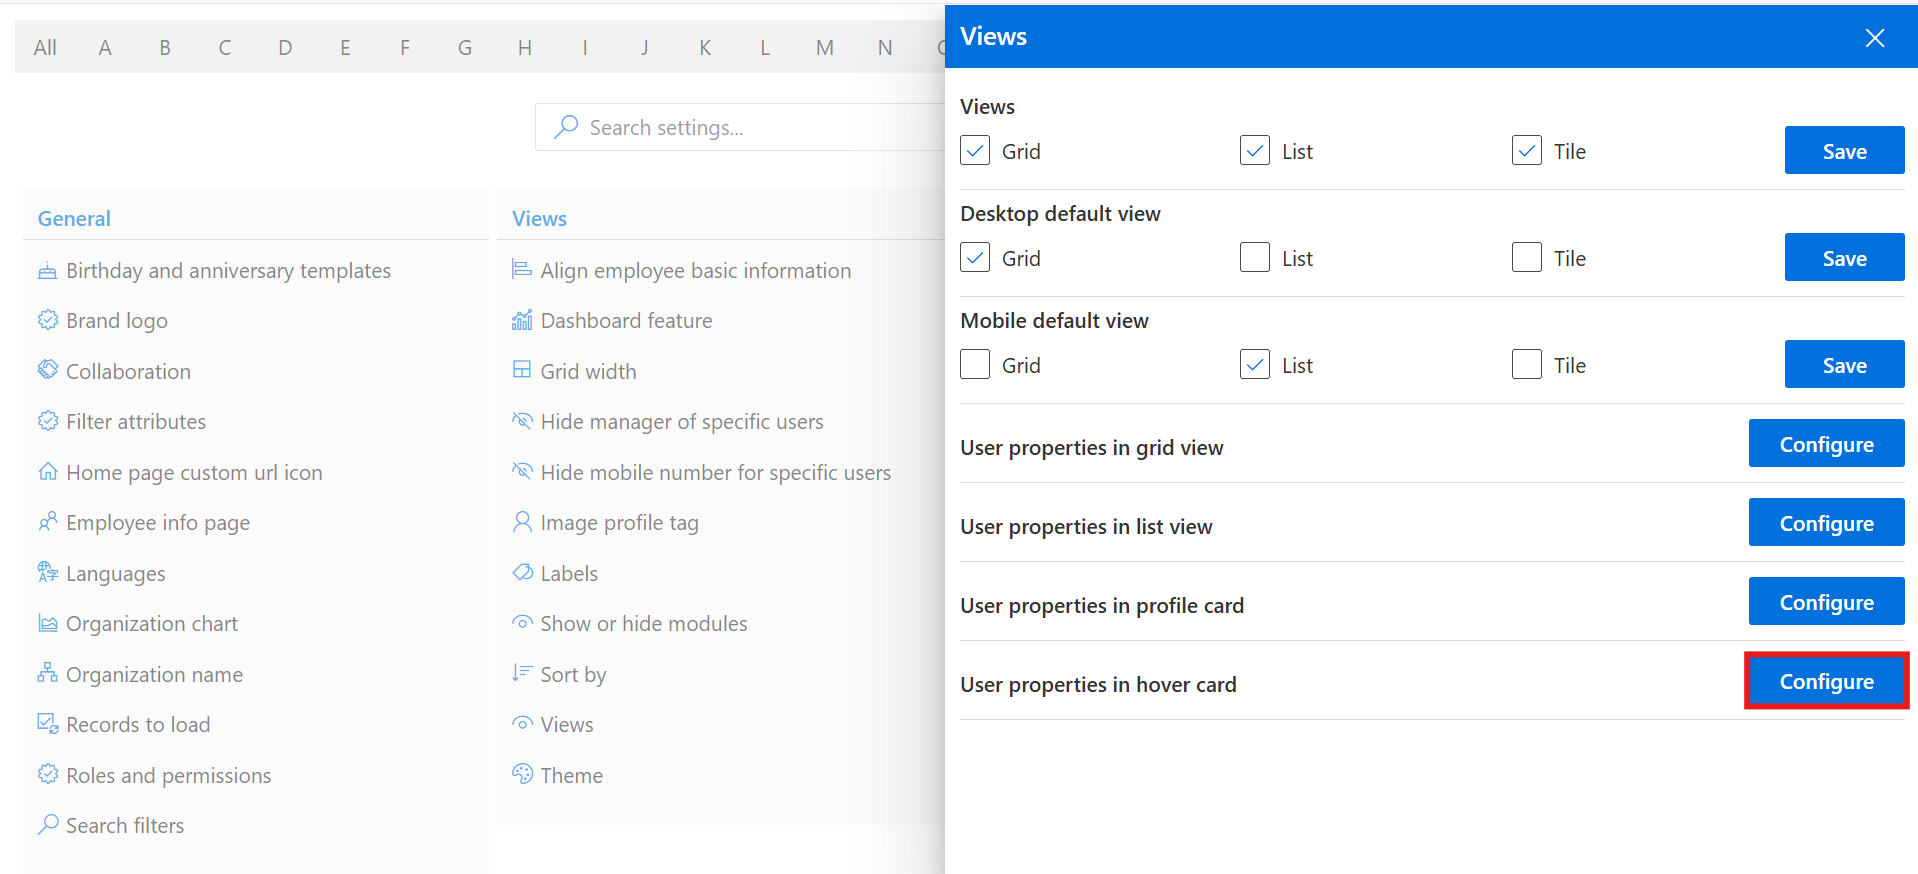 All A B C D E F G H I J K L M N
Search settings...
General
Birthday and anniversary templates
Brand logo
Collaboration
Filter attributes
Home page custom url icon
Employee info page
Languages
Organization chart
Organization name
Records to load
Roles and permissions
Search filters
Views
Align employee basic information
Dashboard feature
Grid width
Hide manager of specific users
Hide mobile number for specific users
Image profile tag
Labels
Show or hide modules
Sort by
Views
Theme
Views
Views
Grid List Tile Save
Desktop default view
Grid List Tile Save
Mobile default view
Grid List Tile Save
User properties in grid view Configure
User properties in list view Configure
User properties in profile card Configure
User properties in hover card Configure